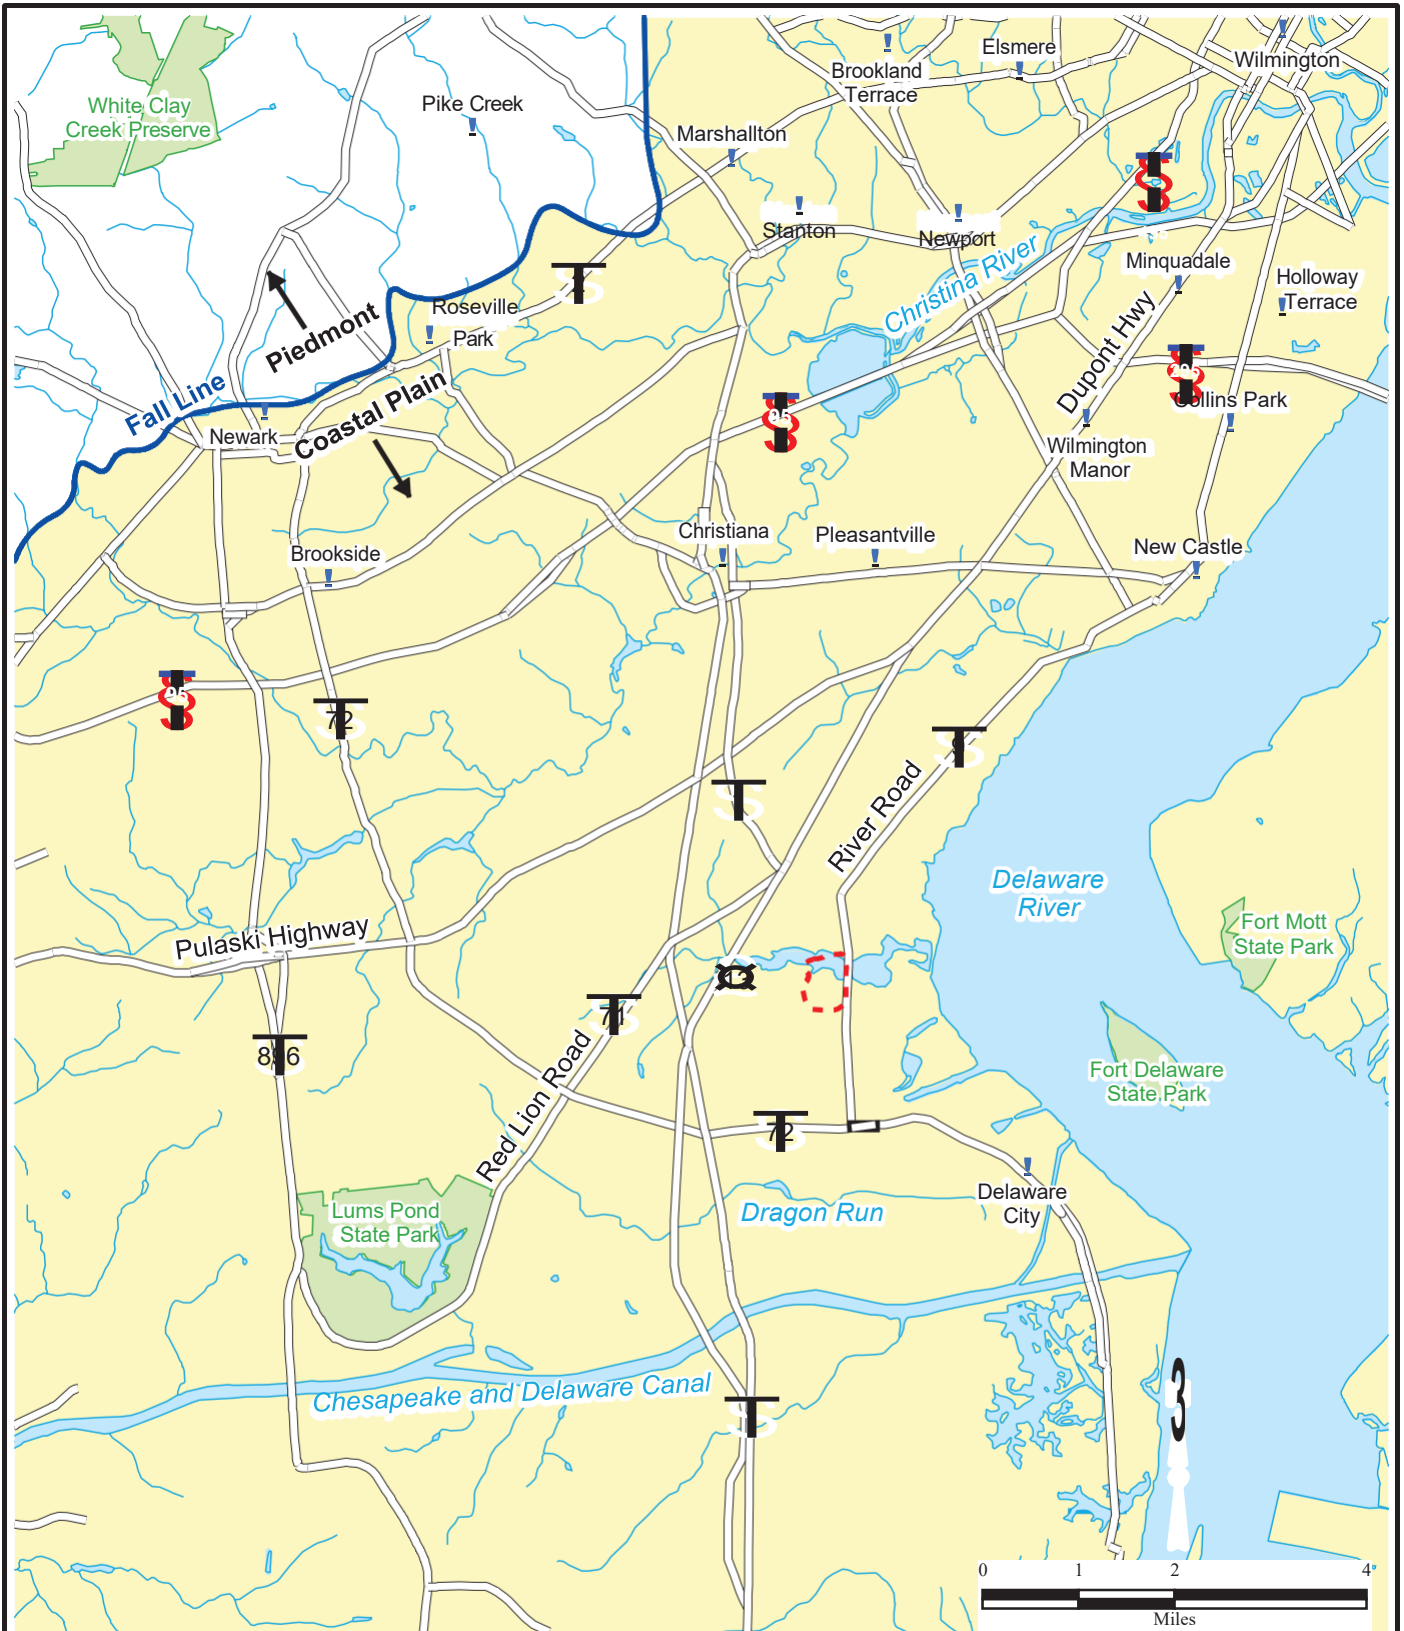 Elsmere
Wilmington
Brookland
Terrace
White Clay
Creek Preserve
Pike Creek
Marshallton
Stanton
Newport
Christina River
Minquadale
Holloway
Terrace
Roseville
Park
Piedmont
Dupont Hwy
Fall Line
Coastal Plain
95
Collins Park
Newark
Wilmington
Manor
Christiana
Pleasantville
New Castle
Brookside
95
72
9
River Road
Delaware
River
Pulaski Highway
Fort Mott
State Park
13
71
896
Red Lion Road
Fort Delaware
State Park
72
Delaware
City
Lums Pond
State Park
Dragon Run
Chesapeake and Delaware Canal
0 1 2 4
Miles